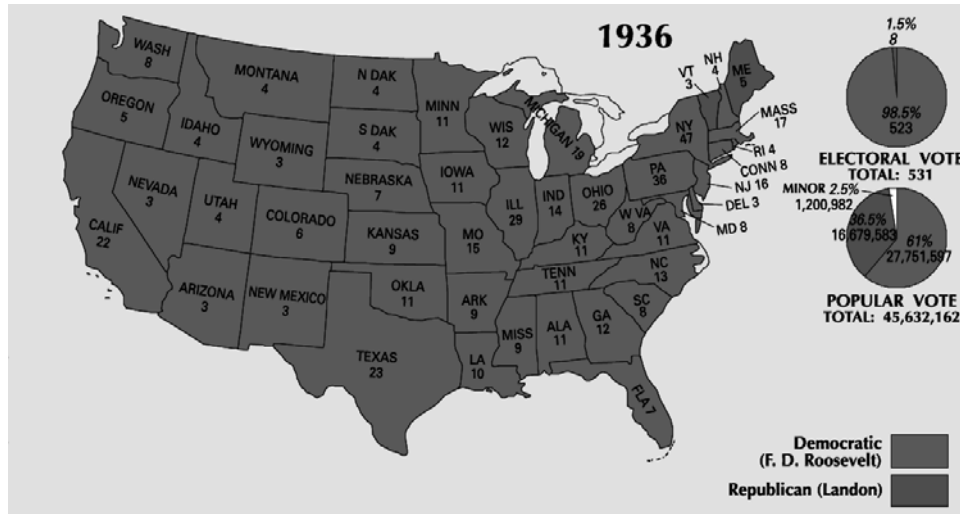 1936
WASH
8
OREGON
5
CALIF
22
NEVADA
3
IDAHO
4
MONTANA
4
WYOMING
3
UTAH
4
COLORADO
6
ARIZONA
3
NEW MEXICO
3
N DAK
4
S DAK
4
NEBRASKA
7
KANSAS
9
OKLA
11
TEXAS
23
MINN
11
IOWA
11
MO
15
ARK
9
LA
10
WIS
12
ILL
29
MICHIGAN 19
IND
14
OHIO
26
KY
11
TENN
11
MISS
9
ALA
11
GA
12
FLA 7
SC
8
NC
13
VA
11
W VA
8
PA
36
NY
47
VT
3
NH
4
ME
5
MASS
17
RI 4
CONN 8
NJ 16
DEL 3
MD 8
1.5%
8
98.5%
523
ELECTORAL VOTE
TOTAL: 531
MINOR 2.5%
1,200,982
36.5%
16,679,583
61%
27,751,597
POPULAR VOTE
TOTAL: 45,632,162
Democratic
(F. D. Roosevelt)
Republican (Landon)